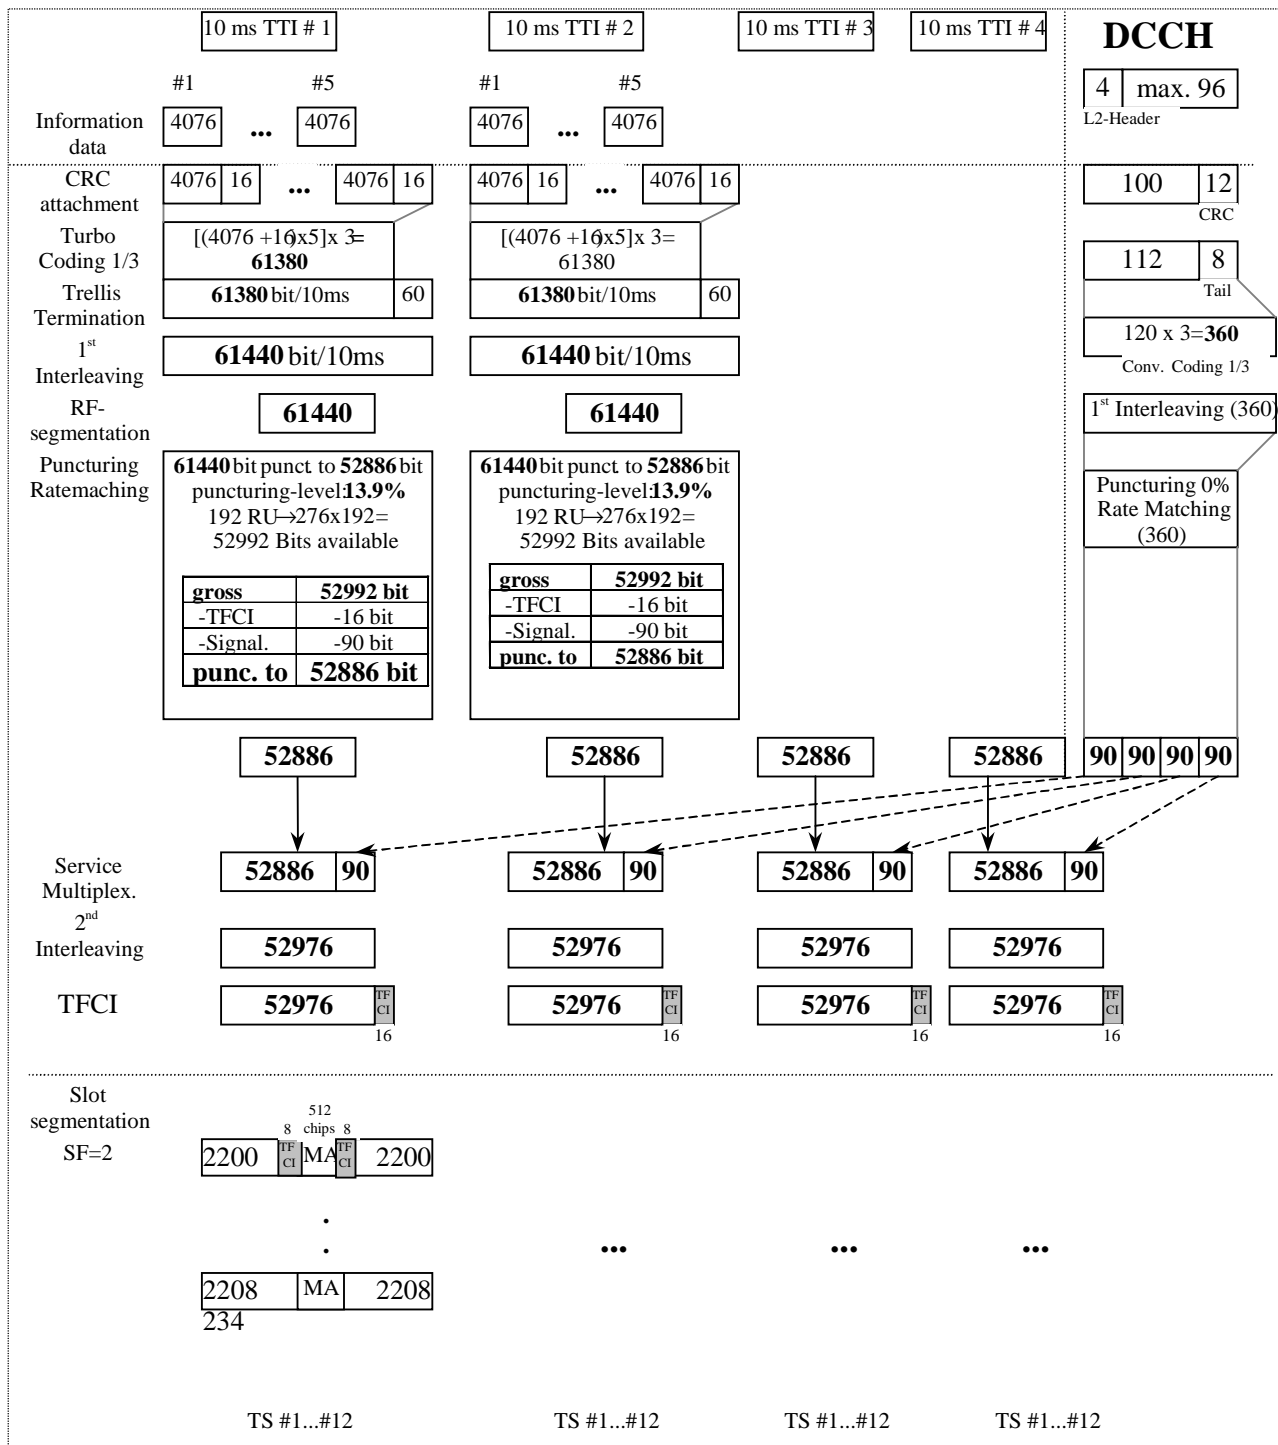 10 ms TTI # 1 10 ms TTI # 2 10 ms TTI # 3 10 ms TTI # 4 DCCH
#1 #5 #1 #5
4 max. 96
L2-Header
Information
data
4076 ... 4076 4076 ... 4076
CRC
attachment
4076 16 ... 4076 16 4076 16 ... 4076 16 100 12
CRC
Turbo
Coding 1/3
[(4076 +16)x5]x 3=
61380
[(4076 +16)x5]x 3=
61380
112 8
Tail
Trellis
Termination
61380 bit/10ms 60 61380 bit/10ms 60
1st
Interleaving
61440 bit/10ms 61440 bit/10ms
120 x 3=360
Conv. Coding 1/3
RF-
segmentation
61440 61440 1st Interleaving (360)
Puncturing
Ratemaching
61440 bit punct. to 52886 bit
puncturing-level:13.9%
192 RU→276x192=
52992 Bits available
gross 52992 bit
-TFCI -16 bit
-Signal. -90 bit
punc. to 52886 bit
61440 bit punct. to 52886 bit
puncturing-level:13.9%
192 RU→276x192=
52992 Bits available
gross 52992 bit
-TFCI -16 bit
-Signal. -90 bit
punc. to 52886 bit
Puncturing 0%
Rate Matching
(360)
52886 52886 52886 52886 90 90 90 90
Service
Multiplex.
52886 90 52886 90 52886 90 52886 90
2nd
Interleaving
52976 52976 52976 52976
TFCI
52976 TF CI 52976 TF CI 52976 TF CI 52976 TF CI
16 16 16 16
Slot
segmentation
SF=2
512
8 chips 8
2200 TF CI MA TF CI 2200
.
. ... ... ...
2208 MA 2208
234
TS #1...#12 TS #1...#12 TS #1...#12 TS #1...#12